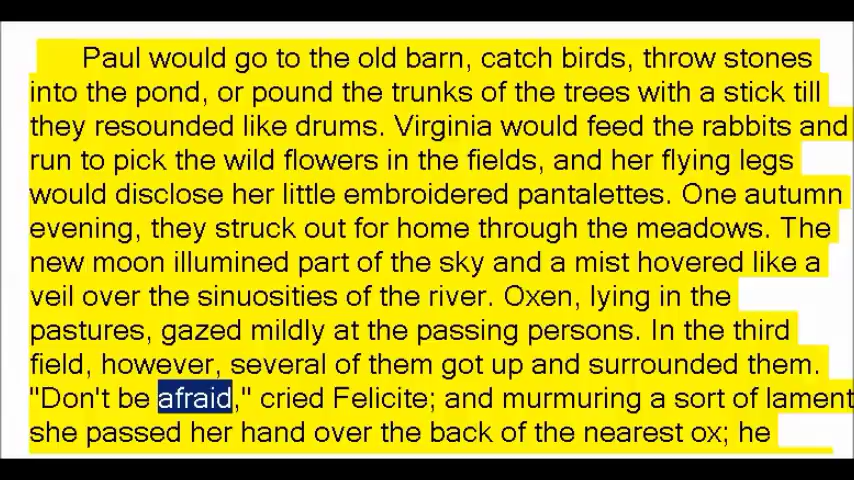 Paul would go to the old barn, catch birds, throw stones
into the pond, or pound the trunks of the trees with a stick till
they resounded like drums. Virginia would feed the rabbits and
run to pick the wild flowers in the fields, and her flying legs
would disclose her little embroidered pantalettes. One autumn
evening, they struck out for home through the meadows. The
new moon illumined part of the sky and a mist hovered like a
veil over the sinuosities of the river. Oxen, lying in the
pastures, gazed mildly at the passing persons. In the third
field, however, several of them got up and surrounded them.
"Don't be afraid," cried Felicite; and murmuring a sort of lament
she passed her hand over the back of the nearest ox; he